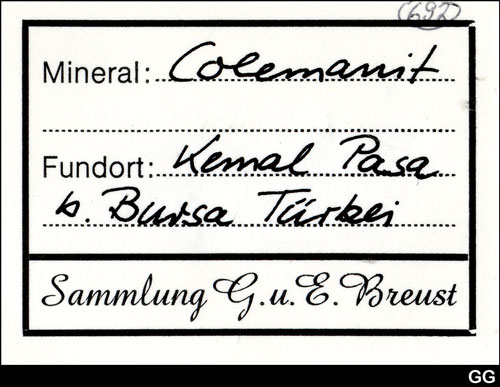 (692)
Mineral: Colemanit
Fundort: Kemal Pasa
b. Bursa Türkei
Sammlung G.u.E. Breust
GG